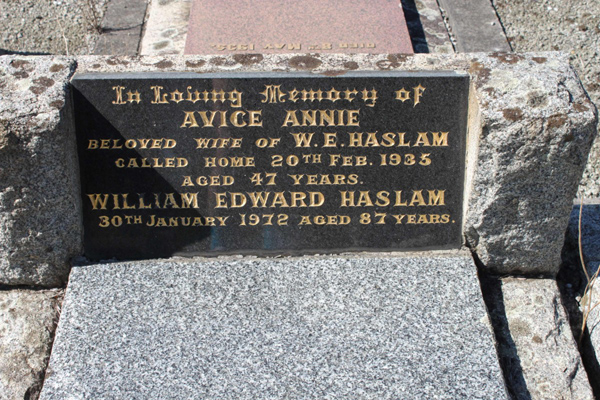 In Loving Memory of
AVICE ANNIE
BELOVED WIFE OF W.E. HASLAM
CALLED HOME 20TH FEB. 1935
AGED 47 YEARS.
WILLIAM EDWARD HASLAM
30TH JANUARY 1972 AGED 87 YEARS.